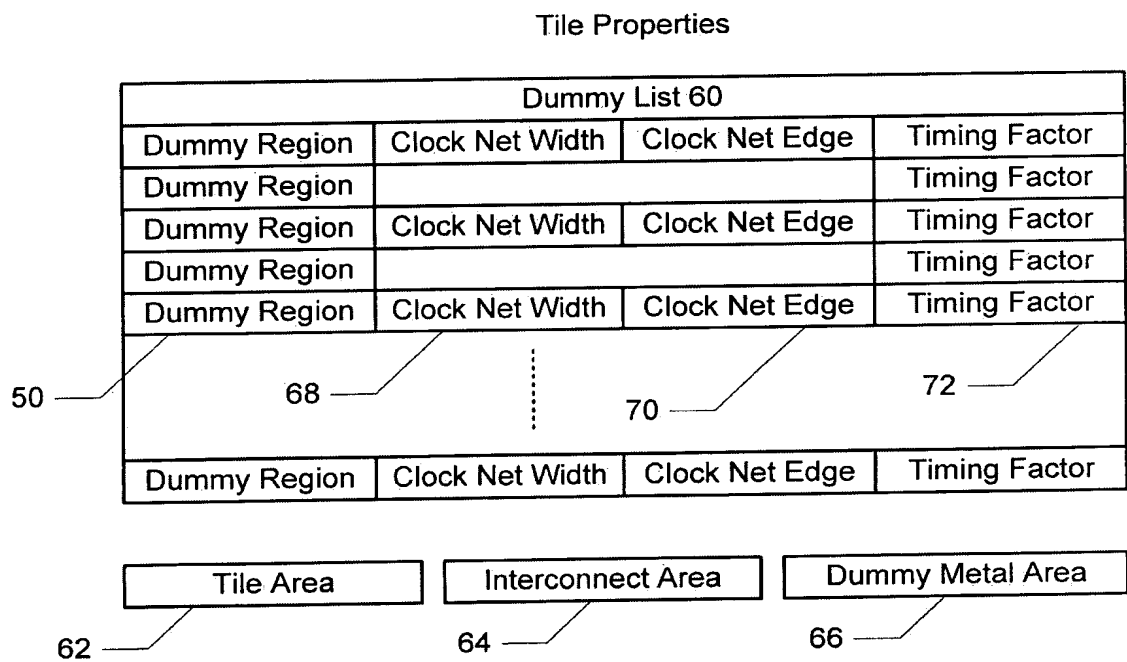 Tile Properties
Dummy List 60
Dummy Region Clock Net Width Clock Net Edge Timing Factor
Dummy Region Timing Factor
Dummy Region Clock Net Width Clock Net Edge Timing Factor
Dummy Region Timing Factor
Dummy Region Clock Net Width Clock Net Edge Timing Factor
50 68 70 72
Dummy Region Clock Net Width Clock Net Edge Timing Factor
Tile Area Interconnect Area Dummy Metal Area
62 64 66